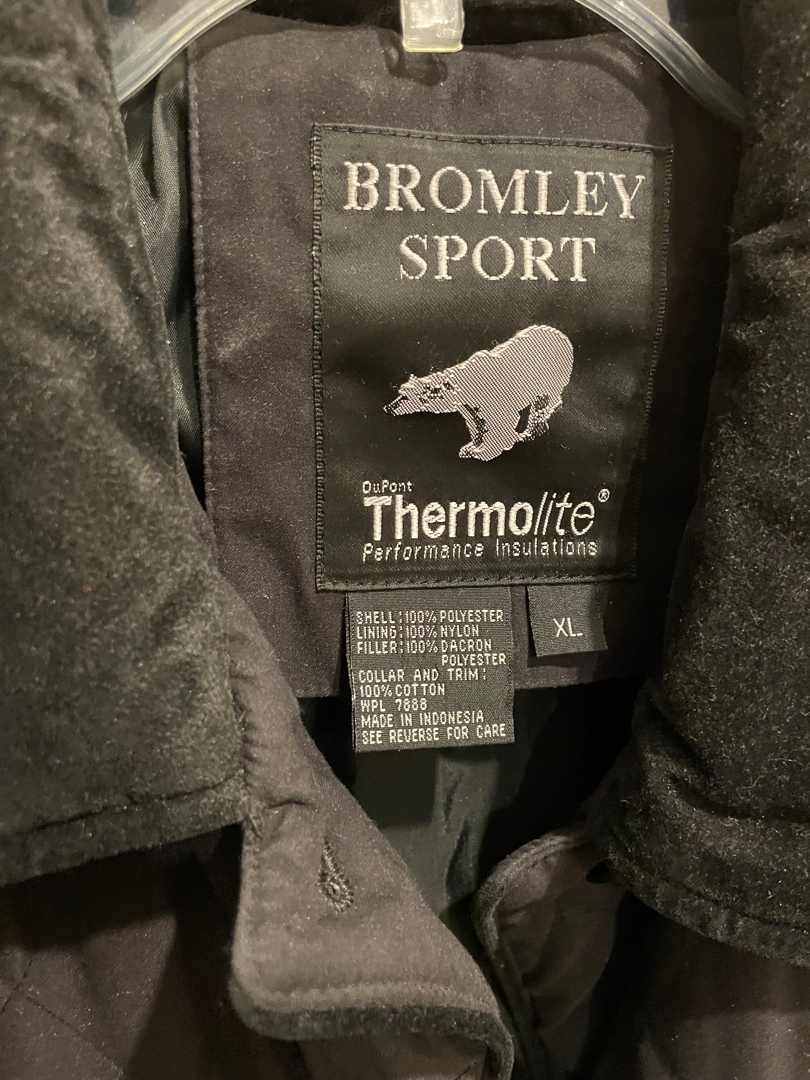 BROMLEY
SPORT
DuPont
Thermolite®
Performance Insulations
XL
SHELL:100% POLYESTER
LINING:100% NYLON
FILLER:100% DACRON
POLYESTER
COLLAR AND TRIM:
100% COTTON
WPL 7888
MADE IN INDONESIA
SEE REVERSE FOR CARE